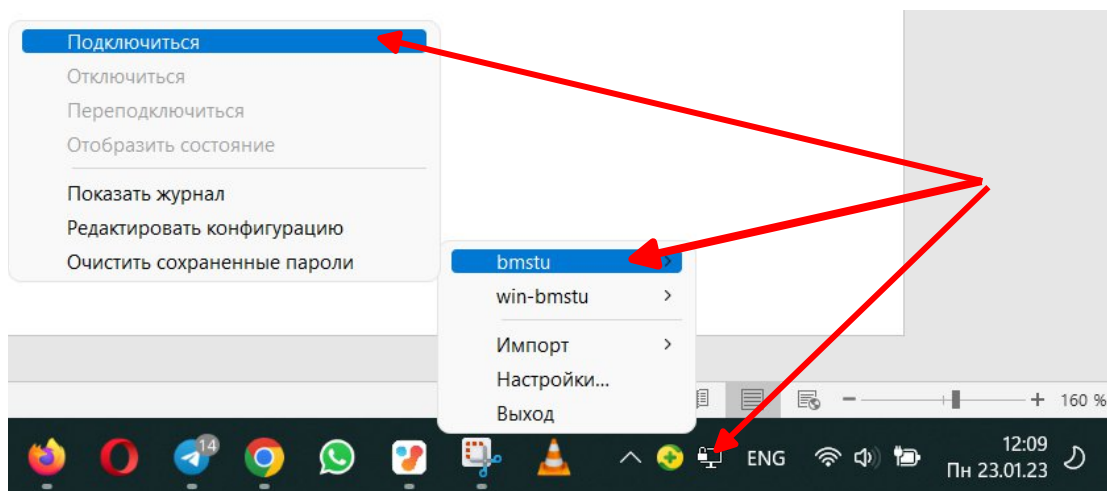 Подключиться
Отключиться
Переподключиться
Отобразить состояние
Показать журнал
Редактировать конфигурацию
Очистить сохраненные пароли
bmstu
win-bmstu
Импорт
Настройки...
Выход
160 %
14
ENG
12:09
Пн 23.01.23